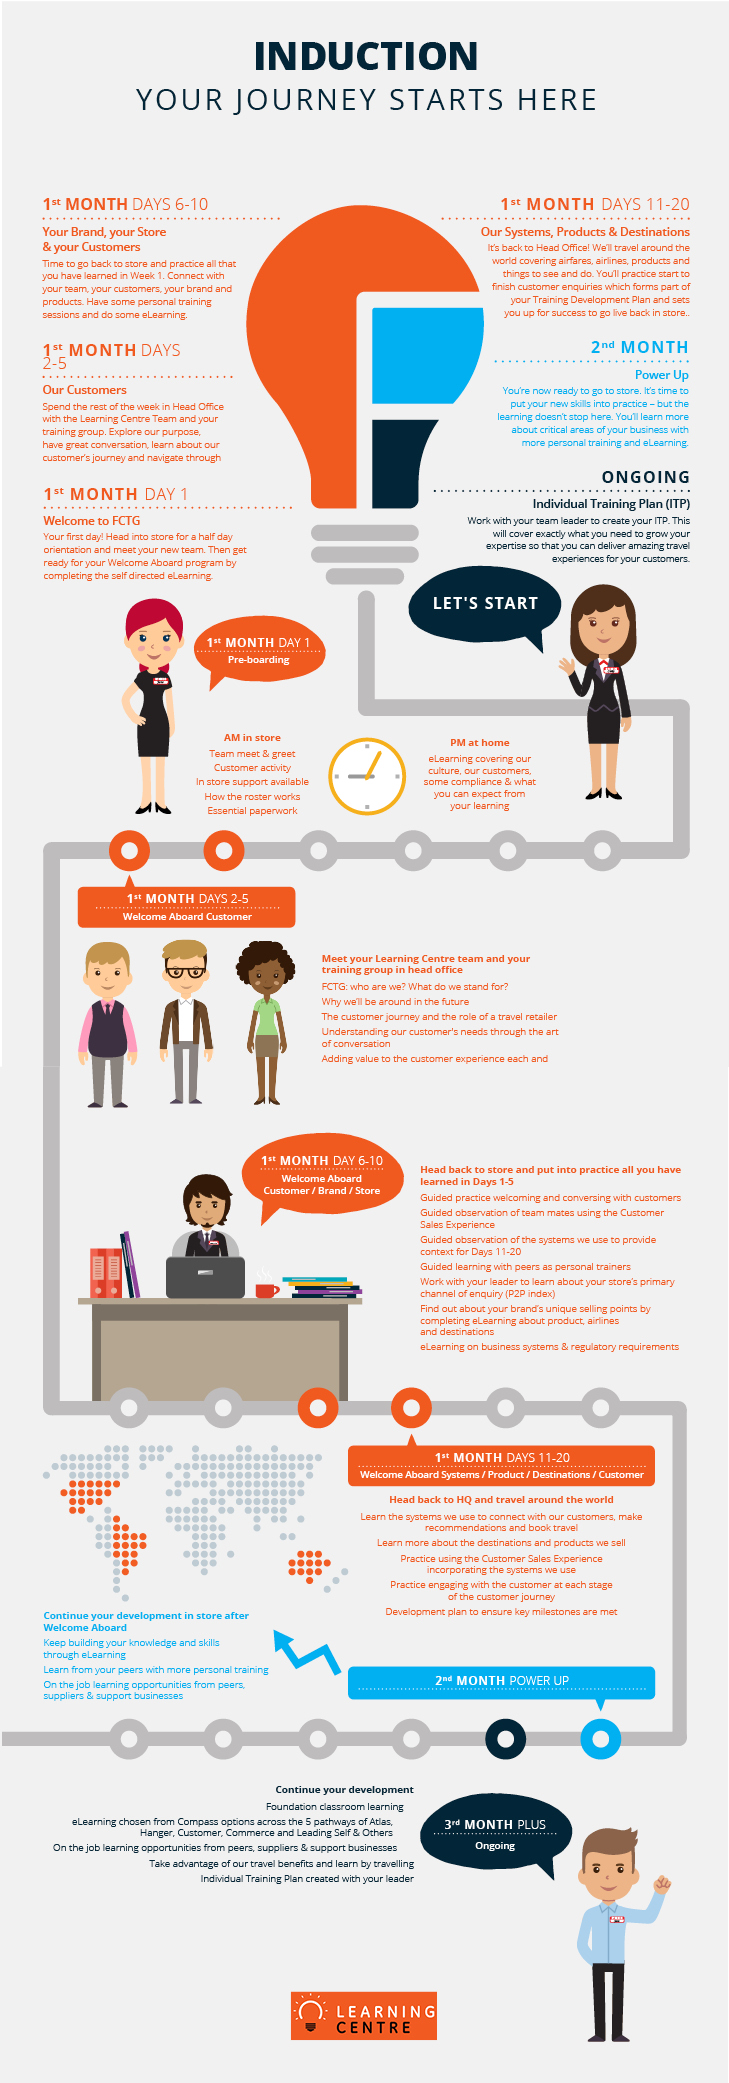 INDUCTION
YOUR JOURNEY STARTS HERE
1st MONTH DAYS 6-10
Your Brand, your Store
& your Customers
Time to go back to store and practice all that
you have learned in Week 1. Connect with
your team, your customers, your brand and
products. Have some personal training
sessions and do some eLearning.
1st MONTH DAYS
2-5
Our Customers
Spend the rest of the week in Head Office
with the Learning Centre Team and your
training group. Explore our purpose,
have great conversation, learn about our
customer's journey and navigate through
1st MONTH DAY 1
Welcome to FCTG
Your first day! Head into store for a half day
orientation and meet your new team. Then get
ready for your Welcome Aboard program by
completing the self directed eLearning.
1st MONTH DAYS 11-20
Our Systems, Products & Destinations
It's back to Head Office! We'll travel around the
world covering airfares, airlines, products and
things to see and do. You'll practice start to
finish customer enquiries which forms part of
your Training Development Plan and sets
you up for success to go live back in store..
2nd MONTH
Power Up
You're now ready to go to store. It's time to
put your new skills into practice – but the
learning doesn't stop here. You'll learn more
about critical areas of your business with
more personal training and eLearning.
ONGOING
Individual Training Plan (ITP)
Work with your team leader to create your ITP. This
will cover exactly what you need to grow your
expertise so that you can deliver amazing travel
experiences for your customers.
LET'S START
1st MONTH DAY 1
Pre-boarding
AM in store
Team meet & greet
Customer activity
In store support available
How the roster works
Essential paperwork
PM at home
eLearning covering our
culture, our customers,
some compliance & what
you can expect from
your learning
1st MONTH DAYS 2-5
Welcome Aboard Customer
Meet your Learning Centre team and your
training group in head office
FCTG: who are we? What do we stand for?
Why we'll be around in the future
The customer journey and the role of a travel retailer
Understanding our customer's needs through the art
of conversation
Adding value to the customer experience each and
1st MONTH DAY 6-10
Welcome Aboard
Customer / Brand / Store
Head back to store and put into practice all you have
learned in Days 1-5
Guided practice welcoming and conversing with customers
Guided observation of team mates using the Customer
Sales Experience
Guided observation of the systems we use to provide
context for Days 11-20
Guided learning with peers as personal trainers
Work with your leader to learn about your store's primary
channel of enquiry (P2P index)
Find out about your brand's unique selling points by
completing eLearning about product, airlines
and destinations
eLearning on business systems & regulatory requirements
1st MONTH DAYS 11-20
Welcome Aboard Systems / Product / Destinations / Customer
Head back to HQ and travel around the world
Learn the systems we use to connect with our customers, make
recommendations and book travel
Learn more about the destinations and products we sell
Practice using the Customer Sales Experience
incorporating the systems we use
Practice engaging with the customer at each stage
of the customer journey
Development plan to ensure key milestones are met
Continue your development in store after
Welcome Aboard
Keep building your knowledge and skills
through eLearning
Learn from your peers with more personal training
On the job learning opportunities from peers,
suppliers & support businesses
2nd MONTH POWER UP
Continue your development
Foundation classroom learning
eLearning chosen from Compass options across the 5 pathways of Atlas,
Hanger, Customer, Commerce and Leading Self & Others
On the job learning opportunities from peers, suppliers & support businesses
Take advantage of our travel benefits and learn by travelling
Individual Training Plan created with your leader
3rd MONTH PLUS
Ongoing
LEARNING
CENTRE